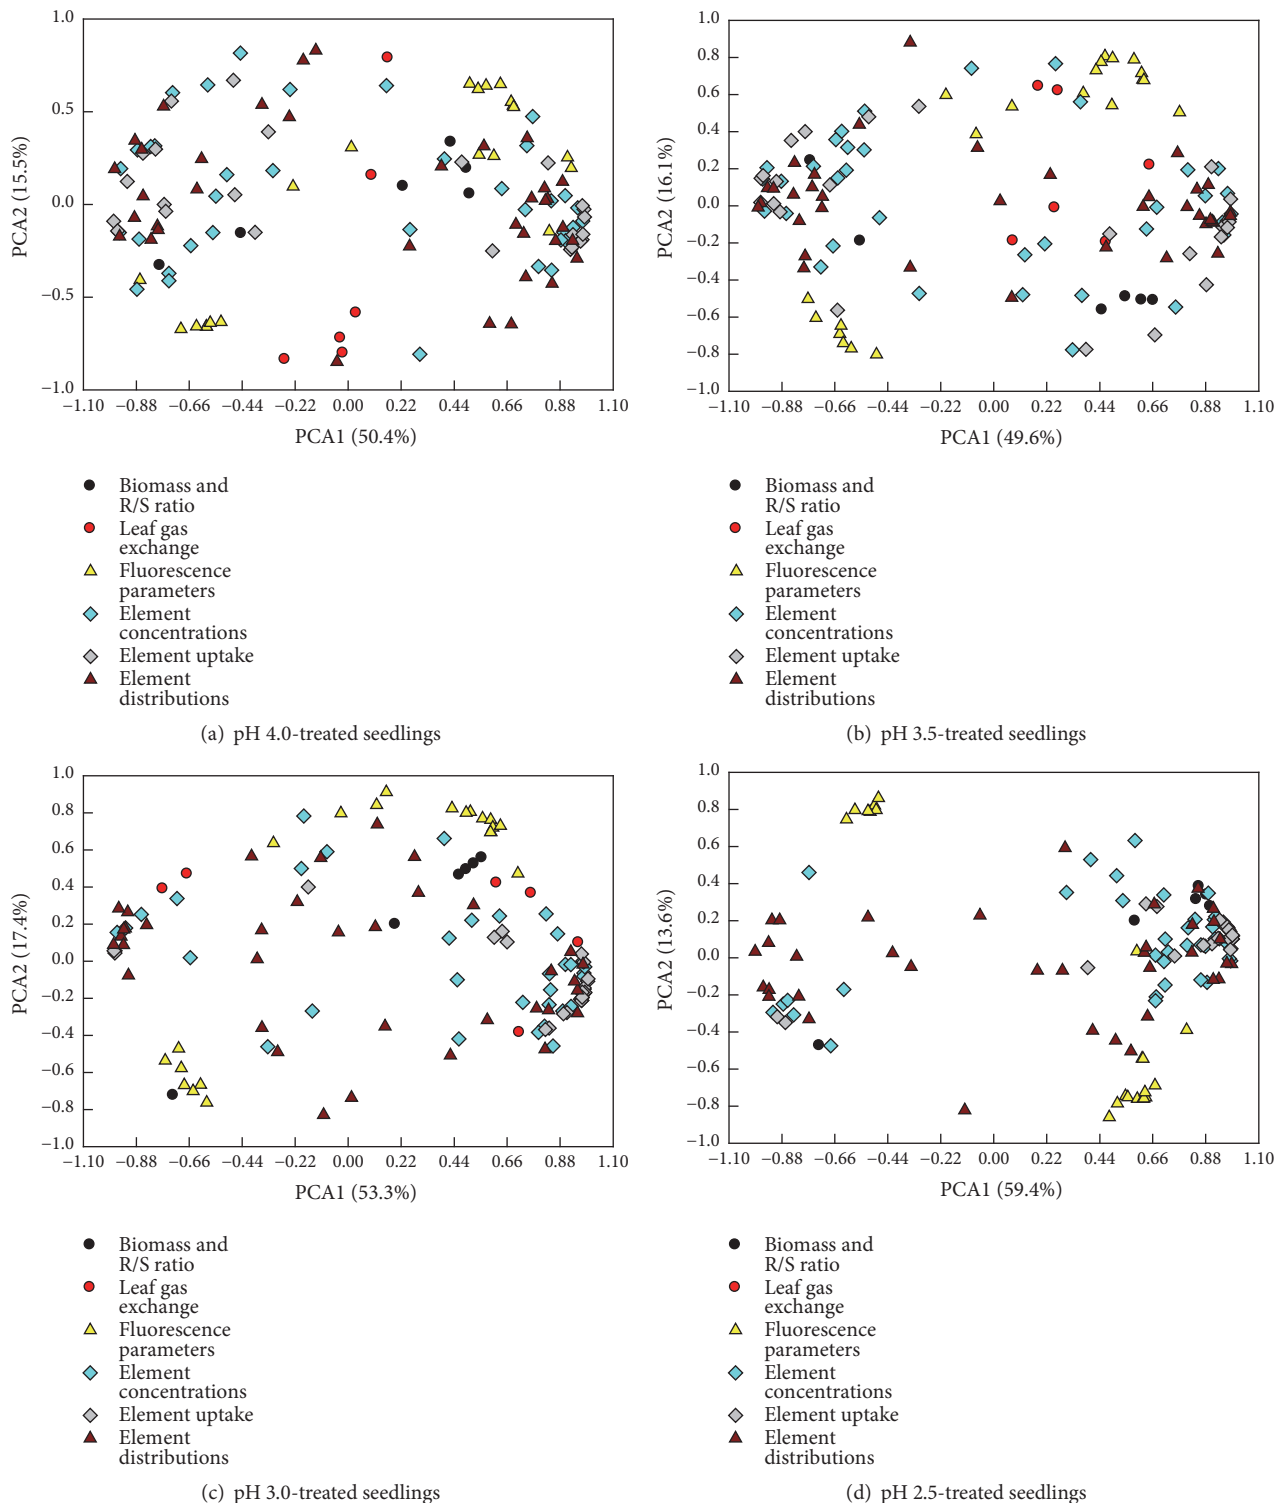 1.0
0.5
0.0
−0.5
−1.0
PCA2 (15.5%)
−1.10 −0.88 −0.66 −0.44 −0.22 0.00 0.22 0.44 0.66 0.88 1.10
PCA1 (50.4%)
Biomass and
R/S ratio
Leaf gas
exchange
Fluorescence
parameters
Element
concentrations
Element uptake
Element
distributions
(a) pH 4.0-treated seedlings
1.0
0.8
0.6
0.4
0.2
0.0
−0.2
−0.4
−0.6
−0.8
−1.0
PCA2 (16.1%)
−1.10 −0.88 −0.66 −0.44 −0.22 0.00 0.22 0.44 0.66 0.88 1.10
PCA1 (49.6%)
Biomass and
R/S ratio
Leaf gas
exchange
Fluorescence
parameters
Element
concentrations
Element uptake
Element
distributions
(b) pH 3.5-treated seedlings
1.0
0.8
0.6
0.4
0.2
0.0
−0.2
−0.4
−0.6
−0.8
−1.0
PCA2 (17.4%)
−1.10 −0.88 −0.66 −0.44 −0.22 0.00 0.22 0.44 0.66 0.88 1.10
PCA1 (53.3%)
Biomass and
R/S ratio
Leaf gas
exchange
Fluorescence
parameters
Element
concentrations
Element uptake
Element
distributions
(c) pH 3.0-treated seedlings
1.0
0.8
0.6
0.4
0.2
0.0
−0.2
−0.4
−0.6
−0.8
−1.0
PCA2 (13.6%)
−1.10 −0.88 −0.66 −0.44 −0.22 0.00 0.22 0.44 0.66 0.88 1.10
PCA1 (59.4%)
Biomass and
R/S ratio
Leaf gas
exchange
Fluorescence
parameters
Element
concentrations
Element uptake
Element
distributions
(d) pH 2.5-treated seedlings